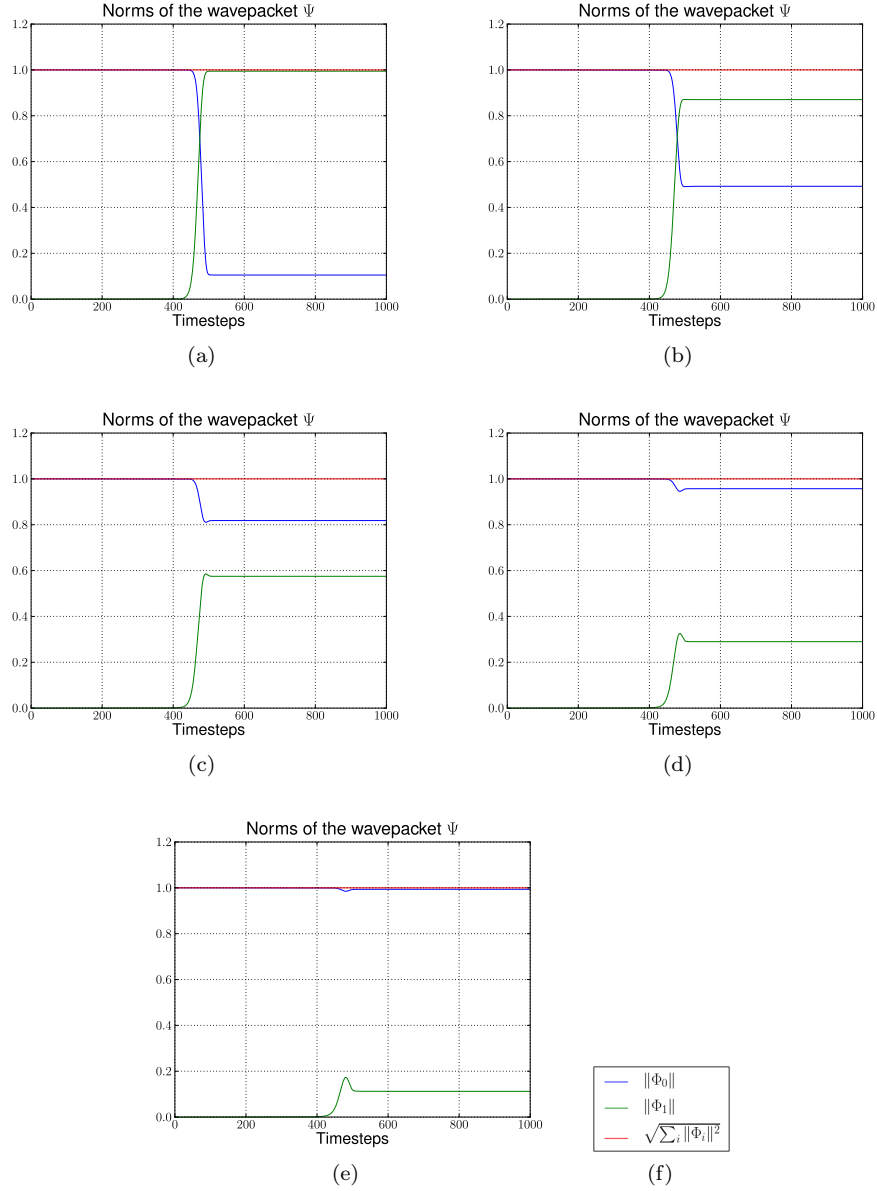 Norms of the wavepacket Ψ
Norms of the wavepacket Ψ
1.2
1.0
0.8
0.6
0.4
0.2
0.0
0 200 400 600 800 1000
Timesteps
(a)
1.2
1.0
0.8
0.6
0.4
0.2
0.0
0 200 400 600 800 1000
Timesteps
(b)
Norms of the wavepacket Ψ
1.2
1.0
0.8
0.6
0.4
0.2
0.0
0 200 400 600 800 1000
Timesteps
(c)
Norms of the wavepacket Ψ
1.2
1.0
0.8
0.6
0.4
0.2
0.0
0 200 400 600 800 1000
Timesteps
(d)
Norms of the wavepacket Ψ
1.2
1.0
0.8
0.6
0.4
0.2
0.0
0 200 400 600 800 1000
Timesteps
(e)
‖Φ₀‖
‖Φ₁‖
√∑ᵢ ‖Φᵢ‖²
(f)